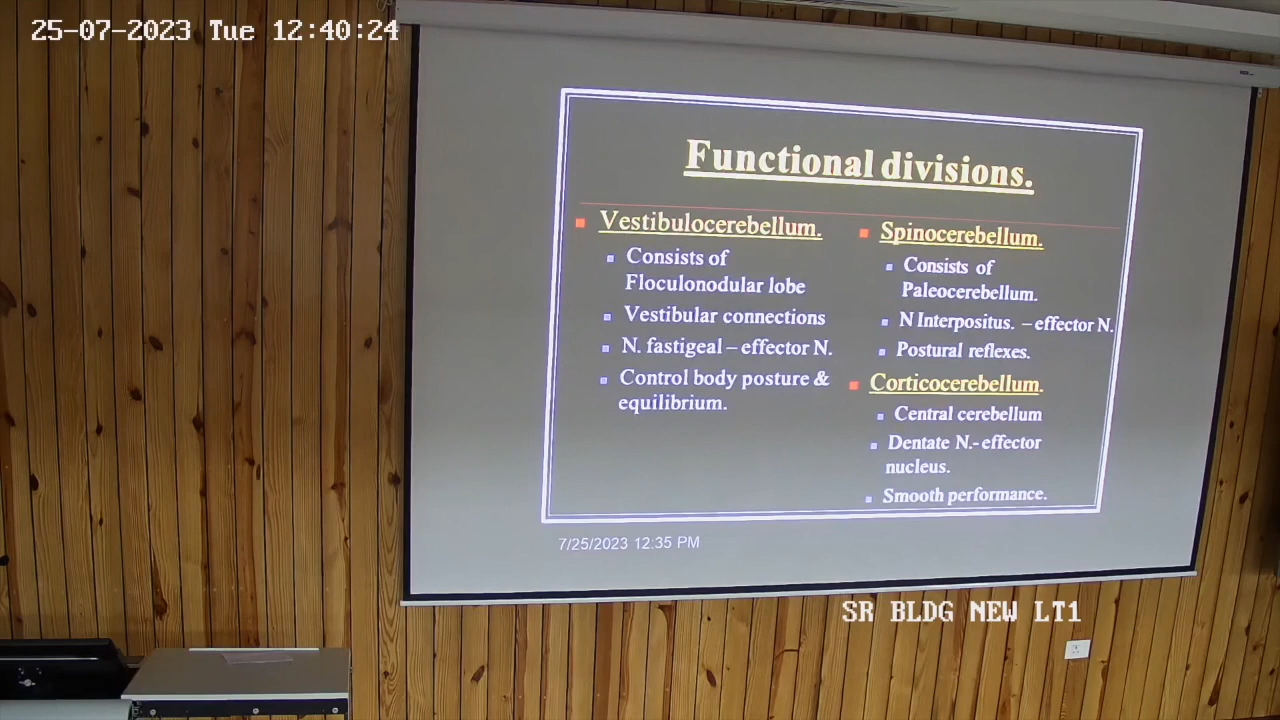 25-07-2023 Tue 12:40:24
Functional divisions.
Vestibulocerebellum.
Consists of
Floculonodular lobe
Vestibular connections
N. fastigeal – effector N.
Control body posture &
equilibrium.
Spinocerebellum.
Consists of
Paleocerebellum.
N Interpositus. – effector N.
Postural reflexes.
Corticocerebellum.
Central cerebellum
Dentate N.- effector
nucleus.
Smooth performance.
7/25/2023 12:35 PM
SR BLDG NEW LT1